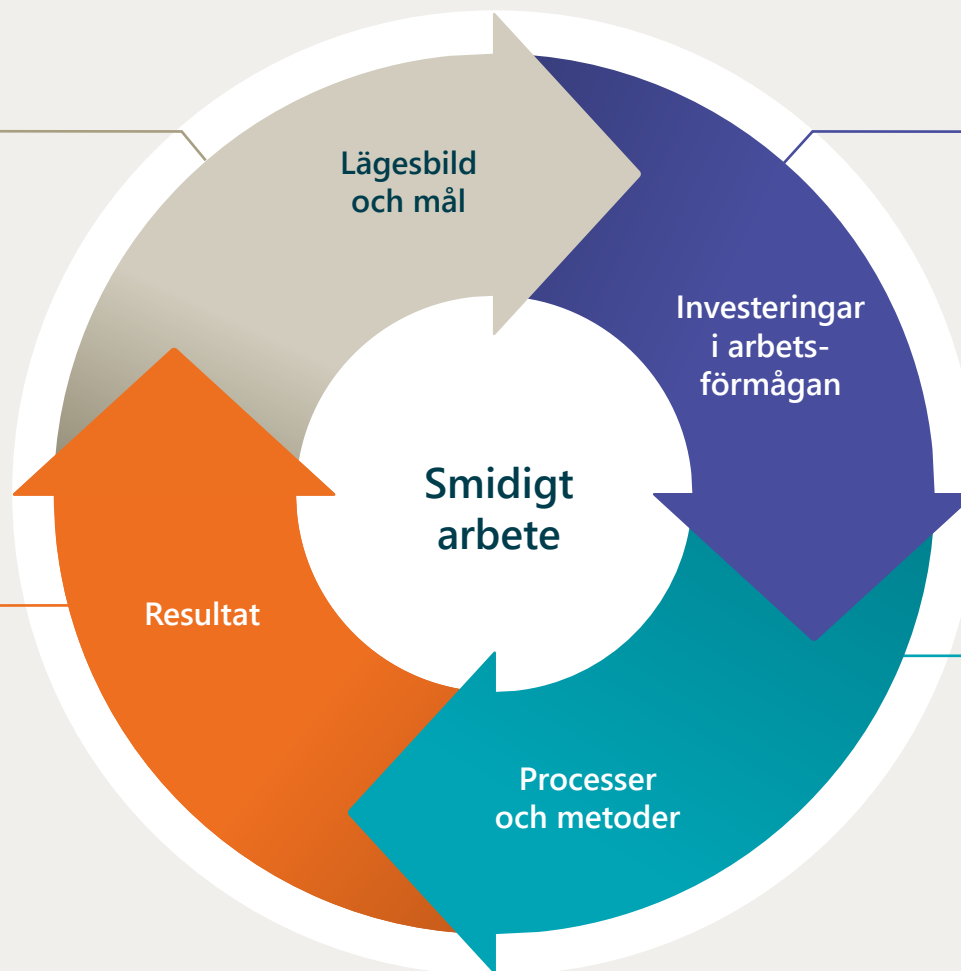 Lägesbild
och mål
Investeringar
i arbets-
förmågan
Smidigt
arbete
Resultat
Processer
och metoder